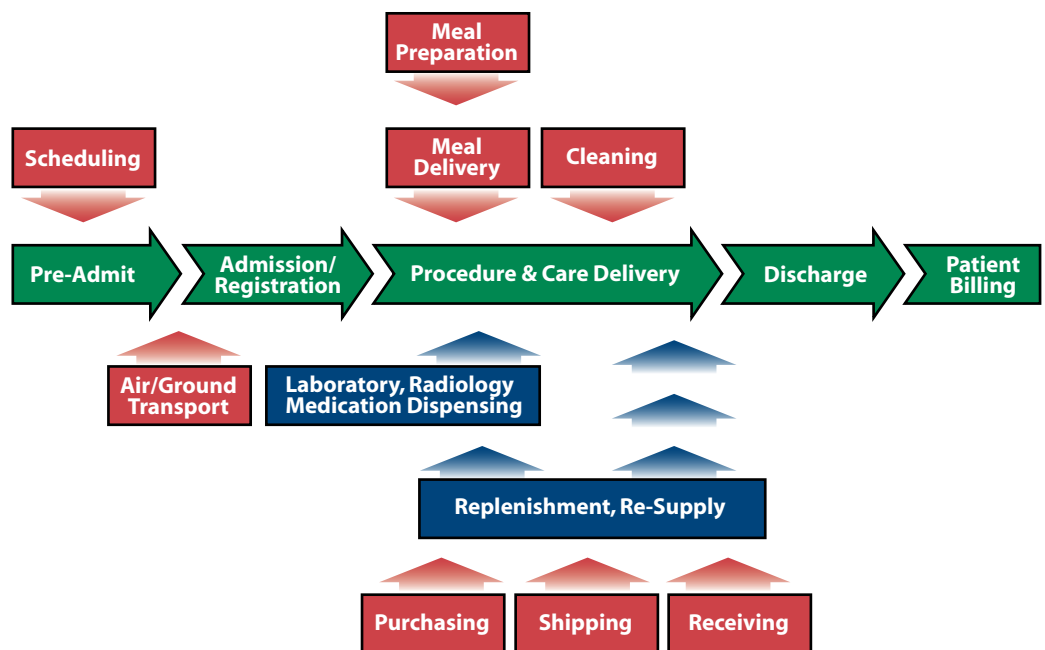 Meal
Preparation
Scheduling
Meal
Delivery
Cleaning
Pre-Admit
Admission/
Registration
Procedure & Care Delivery
Discharge
Patient
Billing
Air/Ground
Transport
Laboratory, Radiology
Medication Dispensing
Replenishment, Re-Supply
Purchasing
Shipping
Receiving